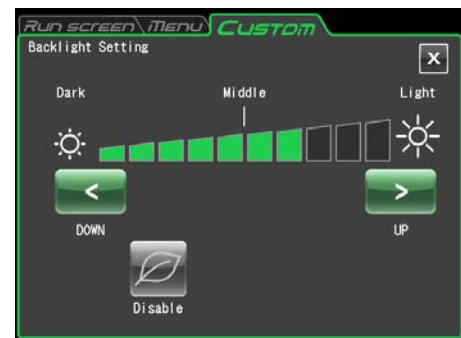 Run screen Menu Custom
Backlight Setting
X
Dark Middle Light
< >
DOWN UP
Disable